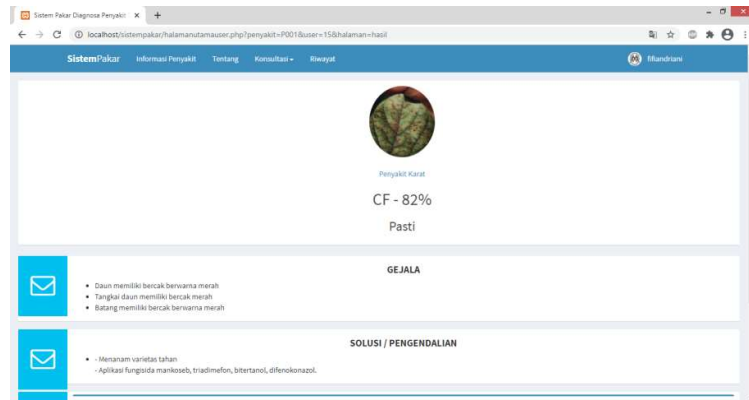 Sistem Pakar Diagnosa Penyakit
localhost/sistempakar/halamanutamauser.php?penyakit=P001&user=15&halaman=hasil
SistemPakar Informasi Penyakit Tentang Konsultasi Riwayat fifiandriani
Penyakit Karat
CF - 82%
Pasti
GEJALA
• Daun memiliki bercak berwarna merah
• Tangkai daun memiliki bercak merah
• Batang memiliki bercak berwarna merah
SOLUSI / PENGENDALIAN
• - Menanam varietas tahan
- Aplikasi fungisida mankoseb, triadimefon, bitertanol, difenokonazol.